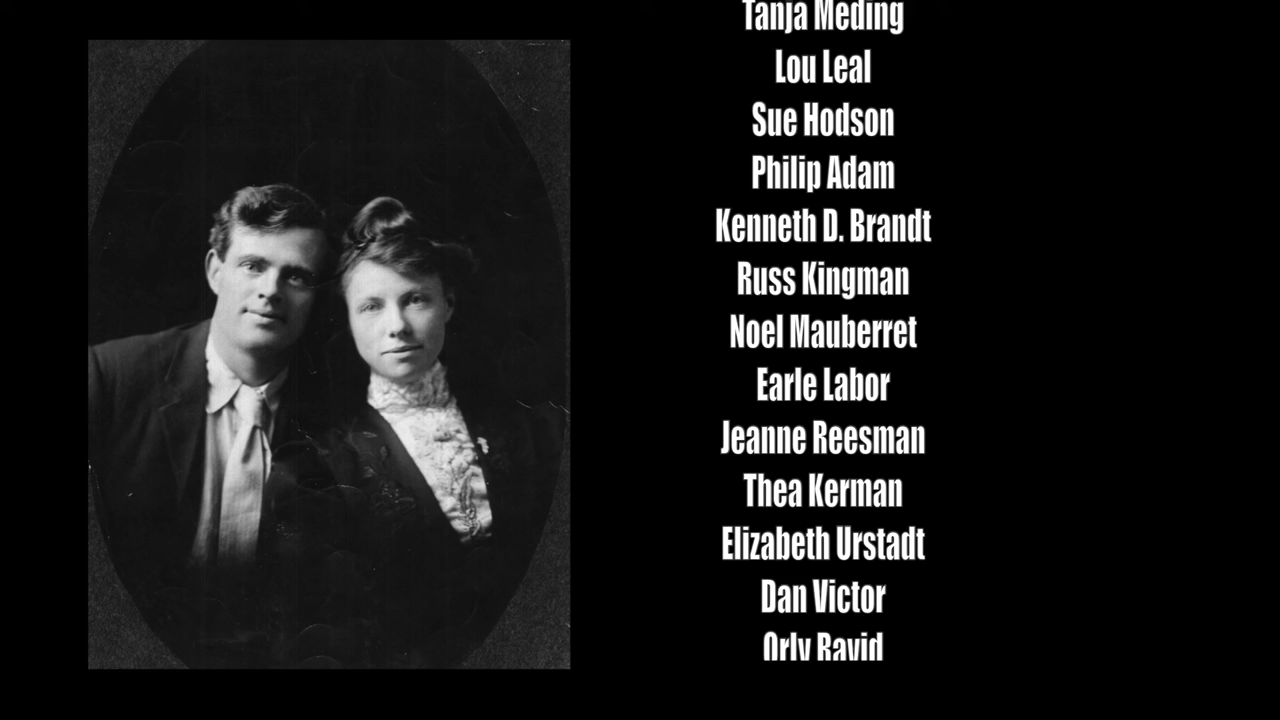 Tanja Meding
Lou Leal
Sue Hodson
Philip Adam
Kenneth D. Brandt
Russ Kingman
Noel Mauberret
Earle Labor
Jeanne Reesman
Thea Kerman
Elizabeth Urstadt
Dan Victor
Orly Ravid